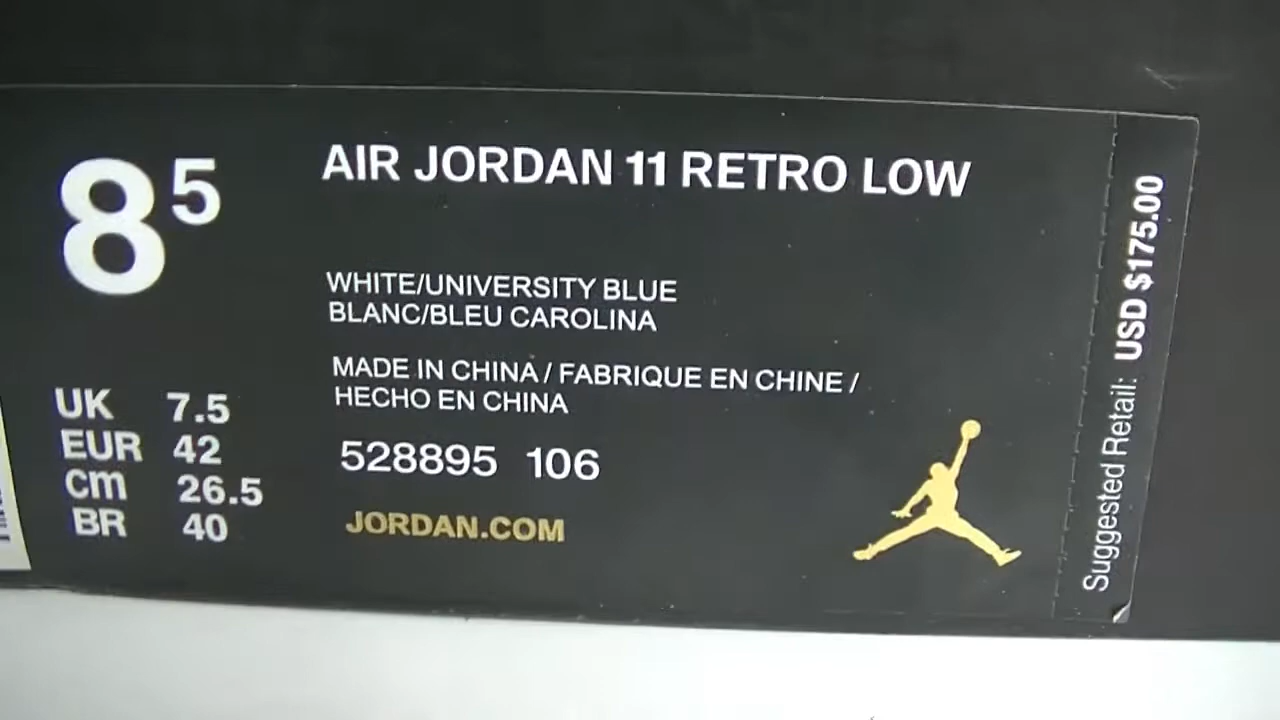 8 5
AIR JORDAN 11 RETRO LOW
WHITE/UNIVERSITY BLUE
BLANC/BLEU CAROLINA
MADE IN CHINA / FABRIQUE EN CHINE /
HECHO EN CHINA
UK 7.5
EUR 42
cm 26.5
BR 40
528895 106
JORDAN.COM
Suggested Retail: USD $175.00